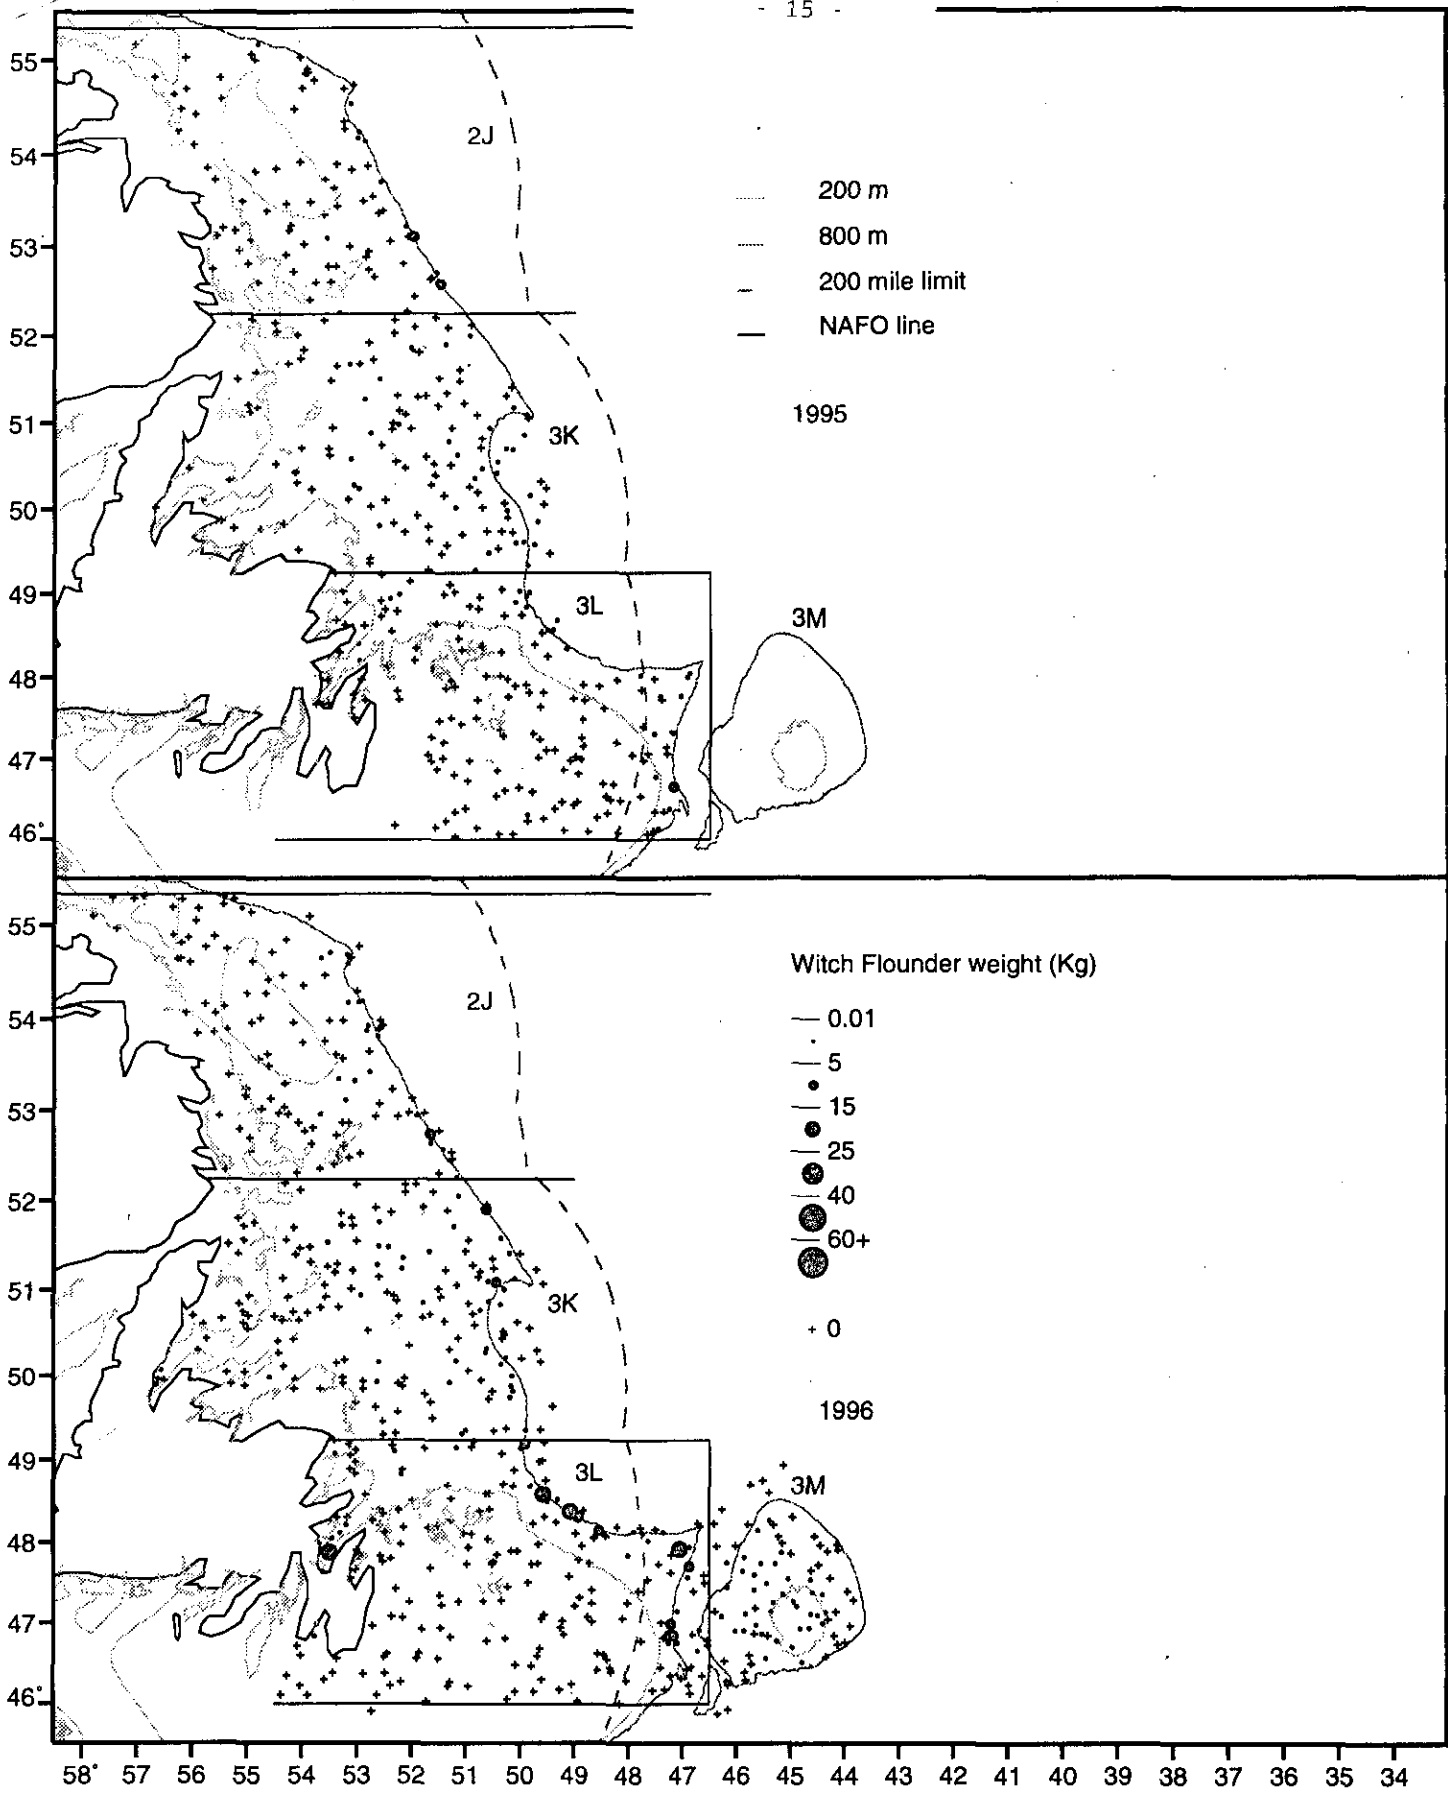 - 15 -
55
54
53
52
51
50
49
48
47
46°
2J
3K
3L
3M
200 m
800 m
200 mile limit
NAFO line
1995
55
54
53
52
51
50
49
48
47
46°
2J
3K
3L
3M
Witch Flounder weight (Kg)
0.01
5
15
25
40
60+
+ 0
1996
58° 57 56 55 54 53 52 51 50 49 48 47 46 45 44 43 42 41 40 39 38 37 36 35 34